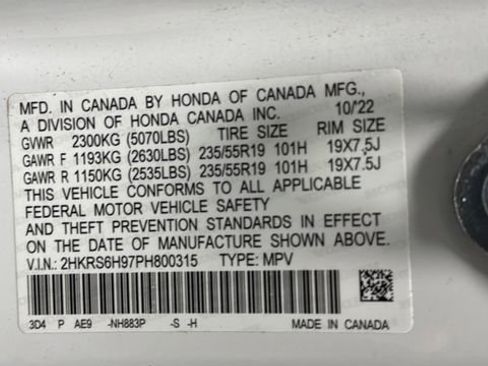 MFD. IN CANADA BY HONDA OF CANADA MFG.,
A DIVISION OF HONDA CANADA INC. 10/'22
GVWR 2300KG (5070LBS) TIRE SIZE RIM SIZE
GAWR F 1193KG (2630LBS) 235/55R19 101H 19X7.5J
GAWR R 1150KG (2535LBS) 235/55R19 101H 19X7.5J
THIS VEHICLE CONFORMS TO ALL APPLICABLE
FEDERAL MOTOR VEHICLE SAFETY
AND THEFT PREVENTION STANDARDS IN EFFECT
ON THE DATE OF MANUFACTURE SHOWN ABOVE.
V.I.N.: 2HKRS6H97PH800315 TYPE: MPV
3D4 P AE9 -NH883P -S -H MADE IN CANADA